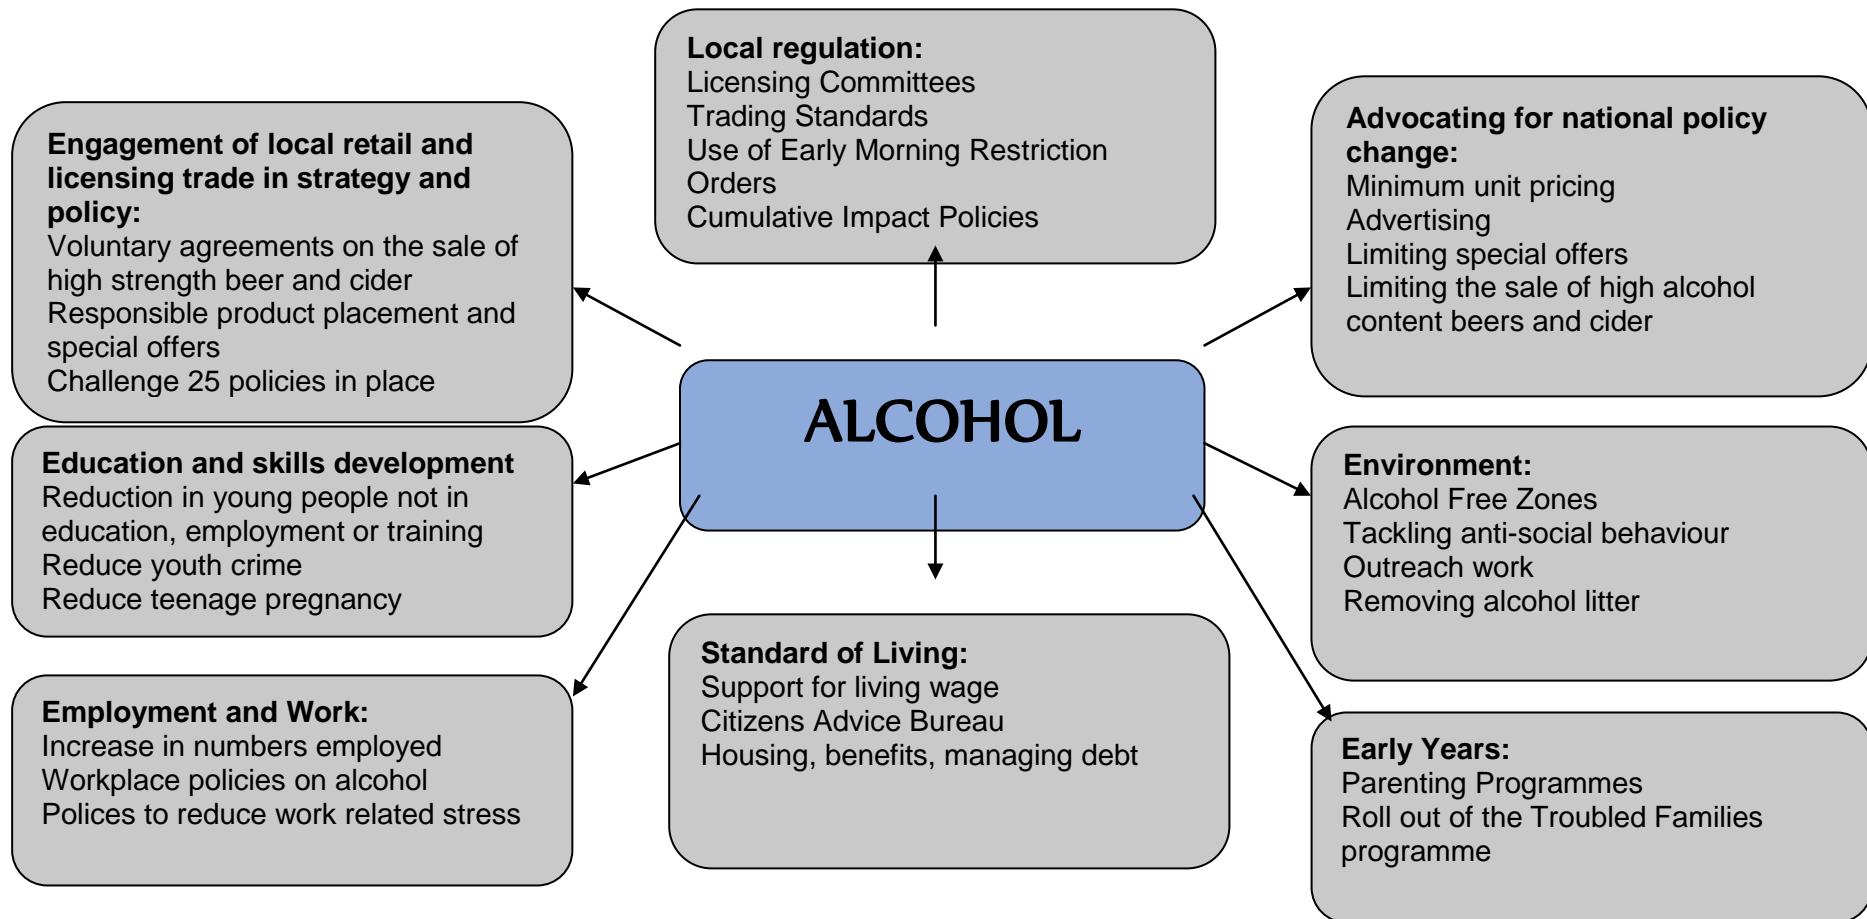 Local regulation:
Licensing Committees
Trading Standards
Use of Early Morning Restriction
Orders
Cumulative Impact Policies
Engagement of local retail and
licensing trade in strategy and
policy:
Voluntary agreements on the sale of
high strength beer and cider
Responsible product placement and
special offers
Challenge 25 policies in place
Advocating for national policy
change:
Minimum unit pricing
Advertising
Limiting special offers
Limiting the sale of high alcohol
content beers and cider
ALCOHOL
Education and skills development
Reduction in young people not in
education, employment or training
Reduce youth crime
Reduce teenage pregnancy
Environment:
Alcohol Free Zones
Tackling anti-social behaviour
Outreach work
Removing alcohol litter
Employment and Work:
Increase in numbers employed
Workplace policies on alcohol
Polices to reduce work related stress
Standard of Living:
Support for living wage
Citizens Advice Bureau
Housing, benefits, managing debt
Early Years:
Parenting Programmes
Roll out of the Troubled Families
programme